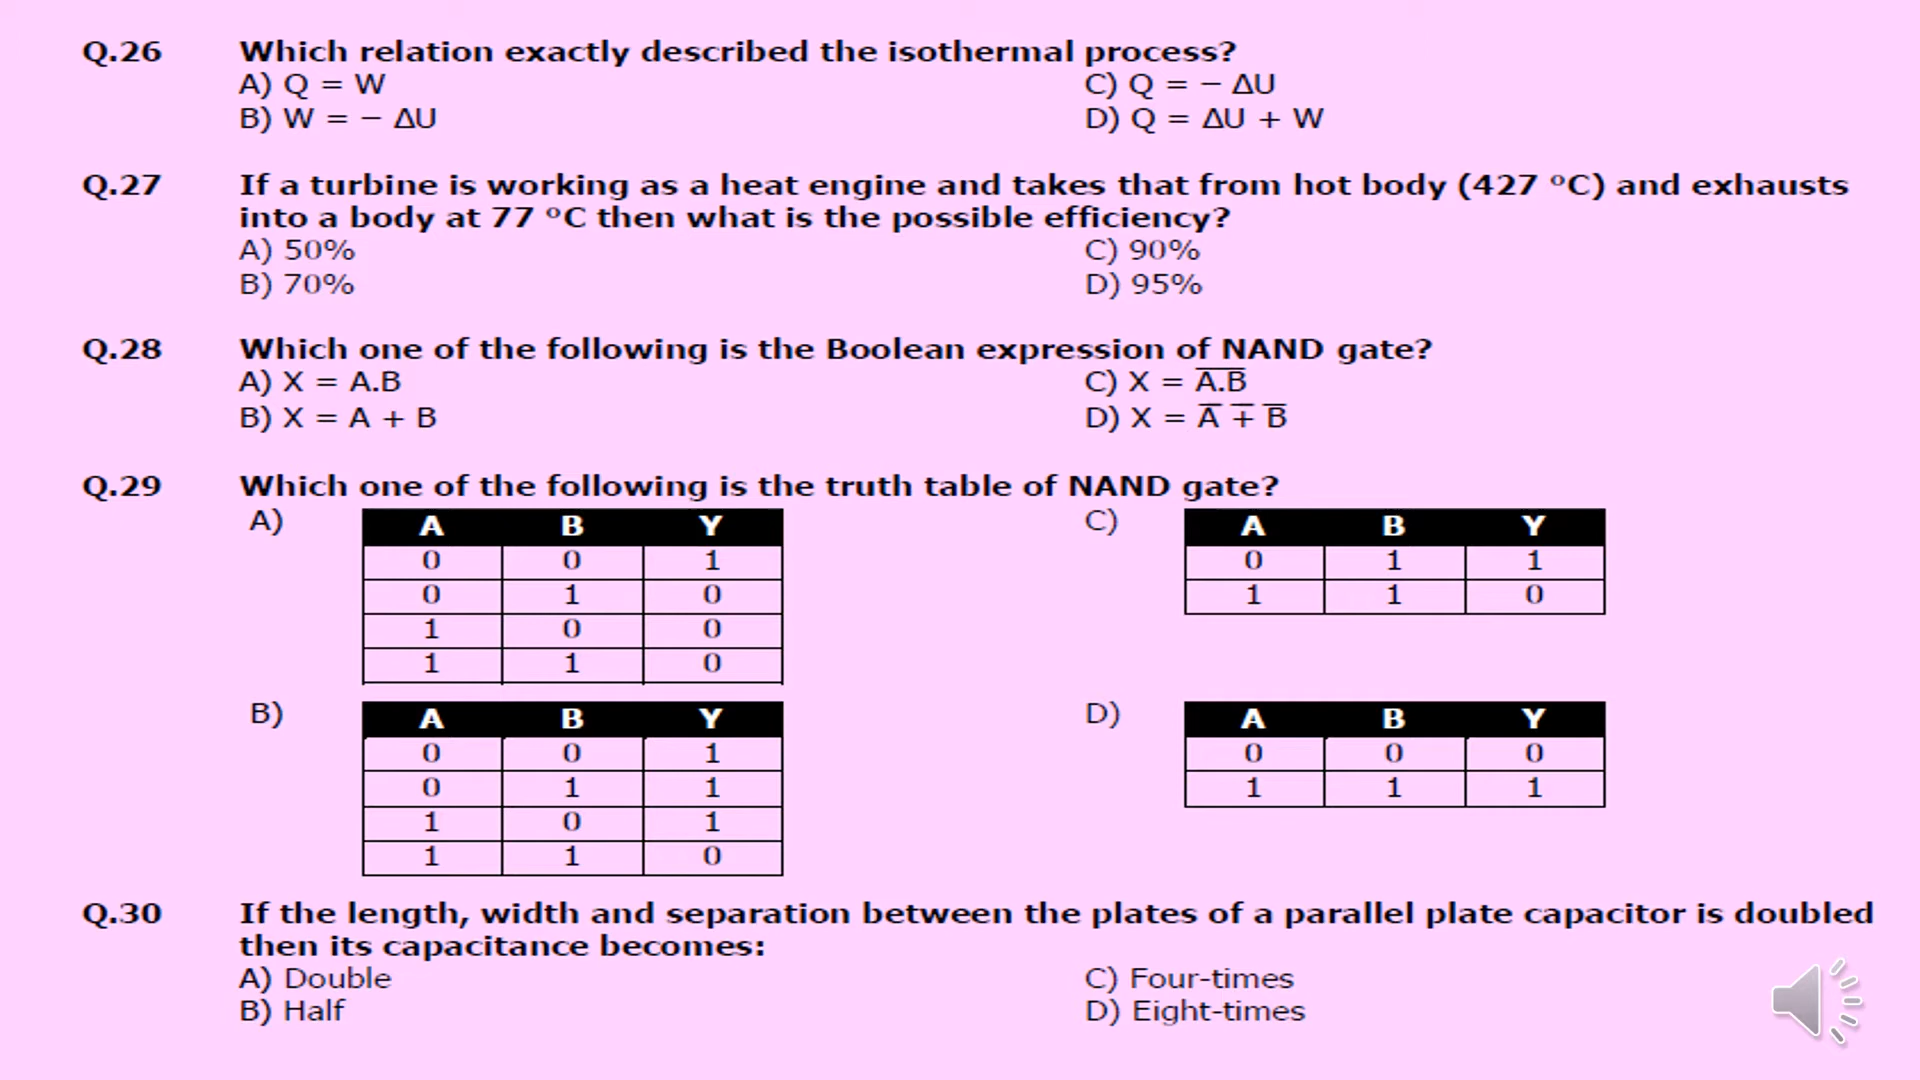 Q.26 Which relation exactly described the isothermal process?
A) Q = W C) Q = − ΔU
B) W = − ΔU D) Q = ΔU + W
Q.27 If a turbine is working as a heat engine and takes that from hot body (427 °C) and exhausts
into a body at 77 °C then what is the possible efficiency?
A) 50% C) 90%
B) 70% D) 95%
Q.28 Which one of the following is the Boolean expression of NAND gate?
A) X = A.B C) X = A̅.̅B̅
B) X = A + B D) X = A̅ +̅ B̅
Q.29 Which one of the following is the truth table of NAND gate?
A) A B Y C) A B Y
0 0 1 0 1 1
0 1 0 1 1 0
1 0 0
1 1 0
B) A B Y D) A B Y
0 0 1 0 0 0
0 1 1 1 1 1
1 0 1
1 1 0
Q.30 If the length, width and separation between the plates of a parallel plate capacitor is doubled
then its capacitance becomes:
A) Double C) Four-times
B) Half D) Eight-times